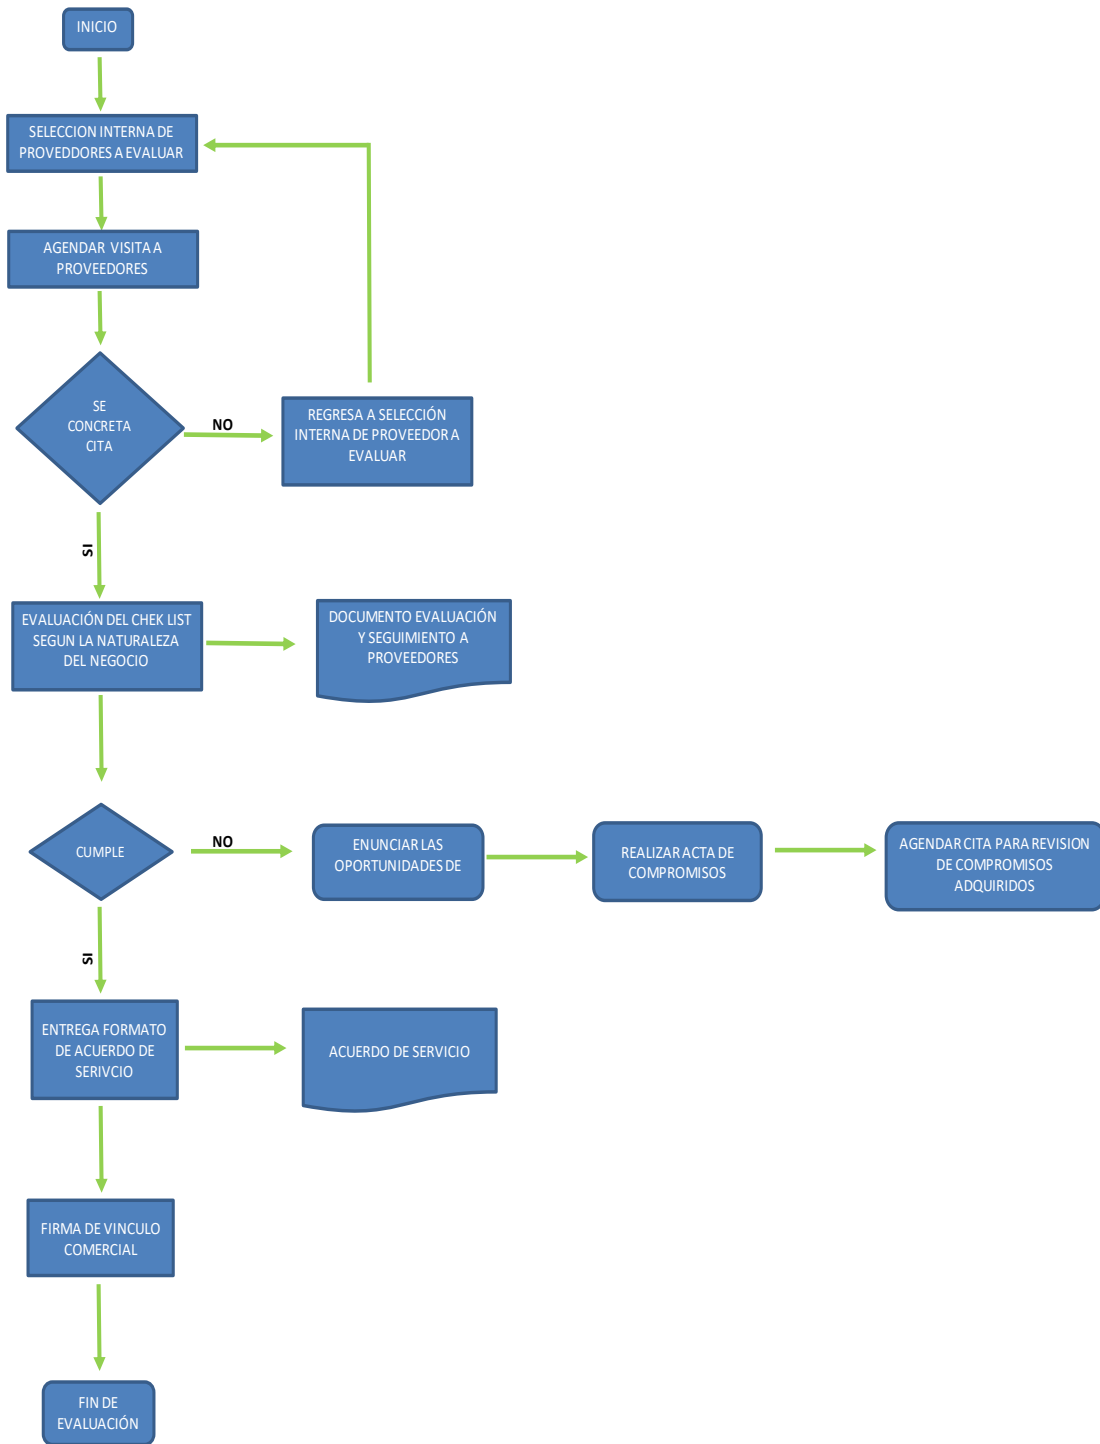 INICIO
SELECCION INTERNA DE
PROVEDDORES A EVALUAR
AGENDAR VISITA A
PROVEEDORES
SE
CONCRETA
CITA
NO
REGRESA A SELECCIÓN
INTERNA DE PROVEEDOR A
EVALUAR
SI
EVALUACIÓN DEL CHEK LIST
SEGUN LA NATURALEZA
DEL NEGOCIO
DOCUMENTO EVALUACIÓN
Y SEGUIMIENTO A
PROVEEDORES
CUMPLE
NO
ENUNCIAR LAS
OPORTUNIDADES DE
REALIZAR ACTA DE
COMPROMISOS
AGENDAR CITA PARA REVISION
DE COMPROMISOS
ADQUIRIDOS
SI
ENTREGA FORMATO
DE ACUERDO DE
SERIVCIO
ACUERDO DE SERVICIO
FIRMA DE VINCULO
COMERCIAL
FIN DE
EVALUACIÓN